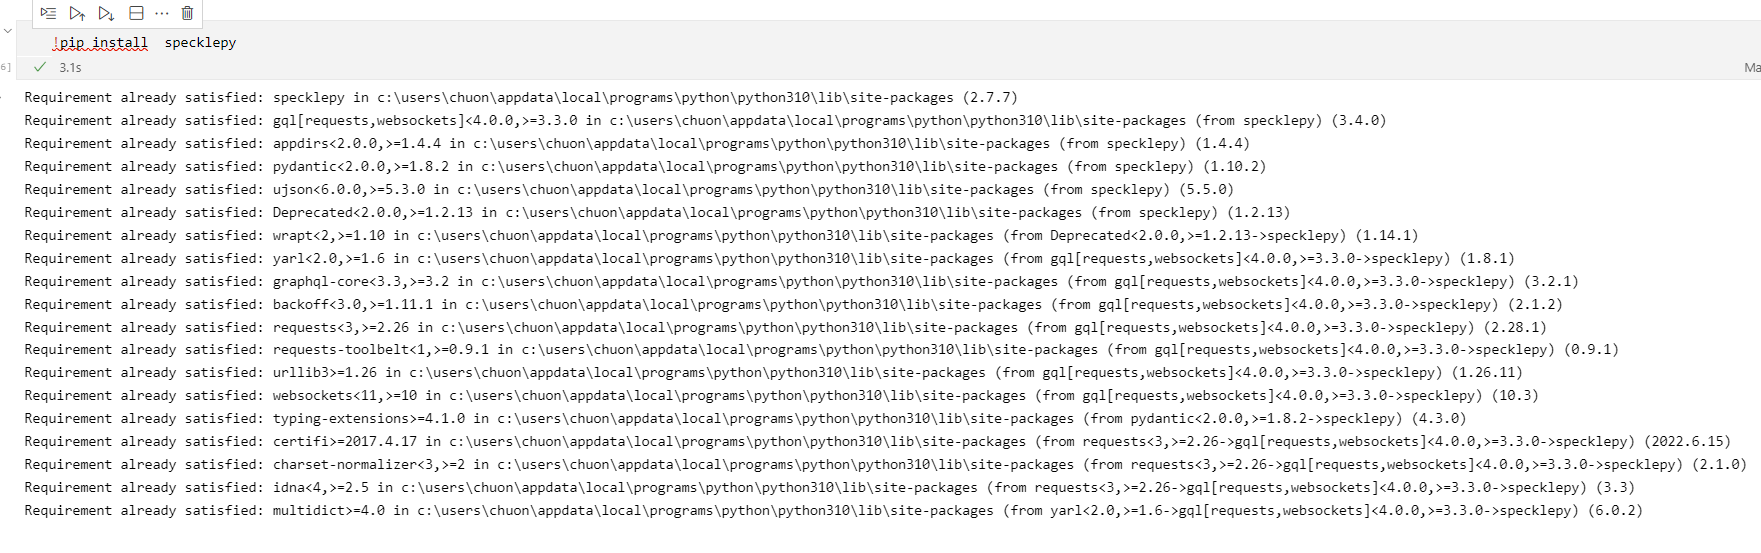 !pip install  specklepy
6]
3.1s
Ma
Requirement already satisfied: specklepy in c:\users\chuon\appdata\local\programs\python\python310\lib\site-packages (2.7.7)
Requirement already satisfied: gql[requests,websockets]<4.0.0,>=3.3.0 in c:\users\chuon\appdata\local\programs\python\python310\lib\site-packages (from specklepy) (3.4.0)
Requirement already satisfied: appdirs<2.0.0,>=1.4.4 in c:\users\chuon\appdata\local\programs\python\python310\lib\site-packages (from specklepy) (1.4.4)
Requirement already satisfied: pydantic<2.0.0,>=1.8.2 in c:\users\chuon\appdata\local\programs\python\python310\lib\site-packages (from specklepy) (1.10.2)
Requirement already satisfied: ujson<6.0.0,>=5.3.0 in c:\users\chuon\appdata\local\programs\python\python310\lib\site-packages (from specklepy) (5.5.0)
Requirement already satisfied: Deprecated<2.0.0,>=1.2.13 in c:\users\chuon\appdata\local\programs\python\python310\lib\site-packages (from specklepy) (1.2.13)
Requirement already satisfied: wrapt<2,>=1.10 in c:\users\chuon\appdata\local\programs\python\python310\lib\site-packages (from Deprecated<2.0.0,>=1.2.13->specklepy) (1.14.1)
Requirement already satisfied: yarl<2.0,>=1.6 in c:\users\chuon\appdata\local\programs\python\python310\lib\site-packages (from gql[requests,websockets]<4.0.0,>=3.3.0->specklepy) (1.8.1)
Requirement already satisfied: graphql-core<3.3,>=3.2 in c:\users\chuon\appdata\local\programs\python\python310\lib\site-packages (from gql[requests,websockets]<4.0.0,>=3.3.0->specklepy) (3.2.1)
Requirement already satisfied: backoff<3.0,>=1.11.1 in c:\users\chuon\appdata\local\programs\python\python310\lib\site-packages (from gql[requests,websockets]<4.0.0,>=3.3.0->specklepy) (2.1.2)
Requirement already satisfied: requests<3,>=2.26 in c:\users\chuon\appdata\local\programs\python\python310\lib\site-packages (from gql[requests,websockets]<4.0.0,>=3.3.0->specklepy) (2.28.1)
Requirement already satisfied: requests-toolbelt<1,>=0.9.1 in c:\users\chuon\appdata\local\programs\python\python310\lib\site-packages (from gql[requests,websockets]<4.0.0,>=3.3.0->specklepy) (0.9.1)
Requirement already satisfied: urllib3>=1.26 in c:\users\chuon\appdata\local\programs\python\python310\lib\site-packages (from gql[requests,websockets]<4.0.0,>=3.3.0->specklepy) (1.26.11)
Requirement already satisfied: websockets<11,>=10 in c:\users\chuon\appdata\local\programs\python\python310\lib\site-packages (from gql[requests,websockets]<4.0.0,>=3.3.0->specklepy) (10.3)
Requirement already satisfied: typing-extensions>=4.1.0 in c:\users\chuon\appdata\local\programs\python\python310\lib\site-packages (from pydantic<2.0.0,>=1.8.2->specklepy) (4.3.0)
Requirement already satisfied: certifi>=2017.4.17 in c:\users\chuon\appdata\local\programs\python\python310\lib\site-packages (from requests<3,>=2.26->gql[requests,websockets]<4.0.0,>=3.3.0->specklepy) (2022.6.15)
Requirement already satisfied: charset-normalizer<3,>=2 in c:\users\chuon\appdata\local\programs\python\python310\lib\site-packages (from requests<3,>=2.26->gql[requests,websockets]<4.0.0,>=3.3.0->specklepy) (2.1.0)
Requirement already satisfied: idna<4,>=2.5 in c:\users\chuon\appdata\local\programs\python\python310\lib\site-packages (from requests<3,>=2.26->gql[requests,websockets]<4.0.0,>=3.3.0->specklepy) (3.3)
Requirement already satisfied: multidict>=4.0 in c:\users\chuon\appdata\local\programs\python\python310\lib\site-packages (from yarl<2.0,>=1.6->gql[requests,websockets]<4.0.0,>=3.3.0->specklepy) (6.0.2)